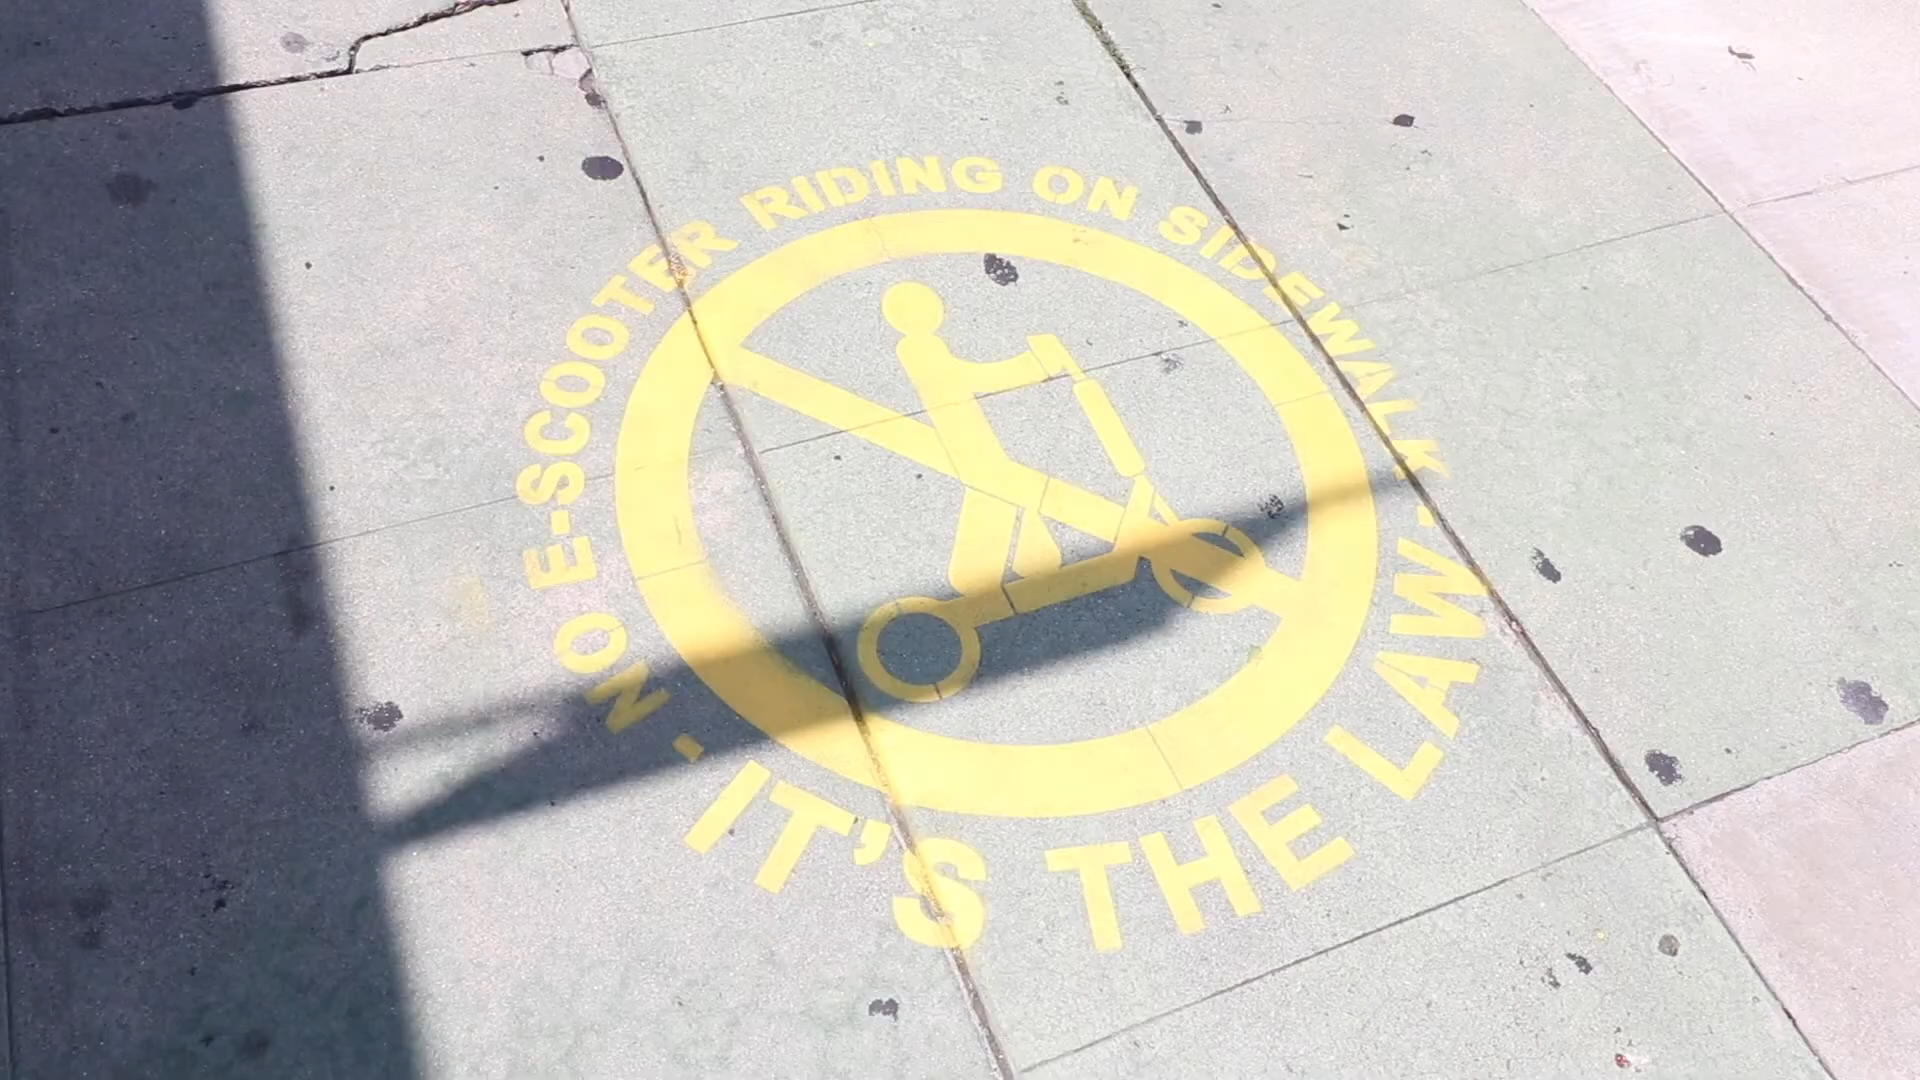 NO E-SCOOTER RIDING ON SIDEWALK -
IT'S THE LAW -